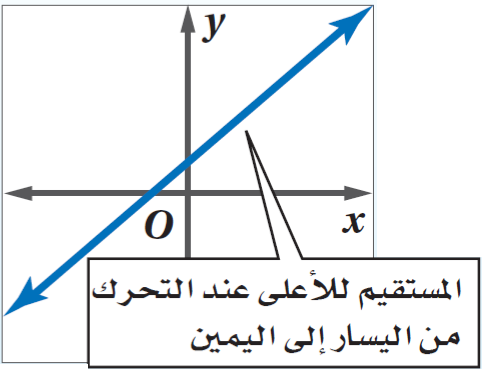 y
O
x
المستقيم للأعلى عند التحرك
من اليسار إلى اليمين